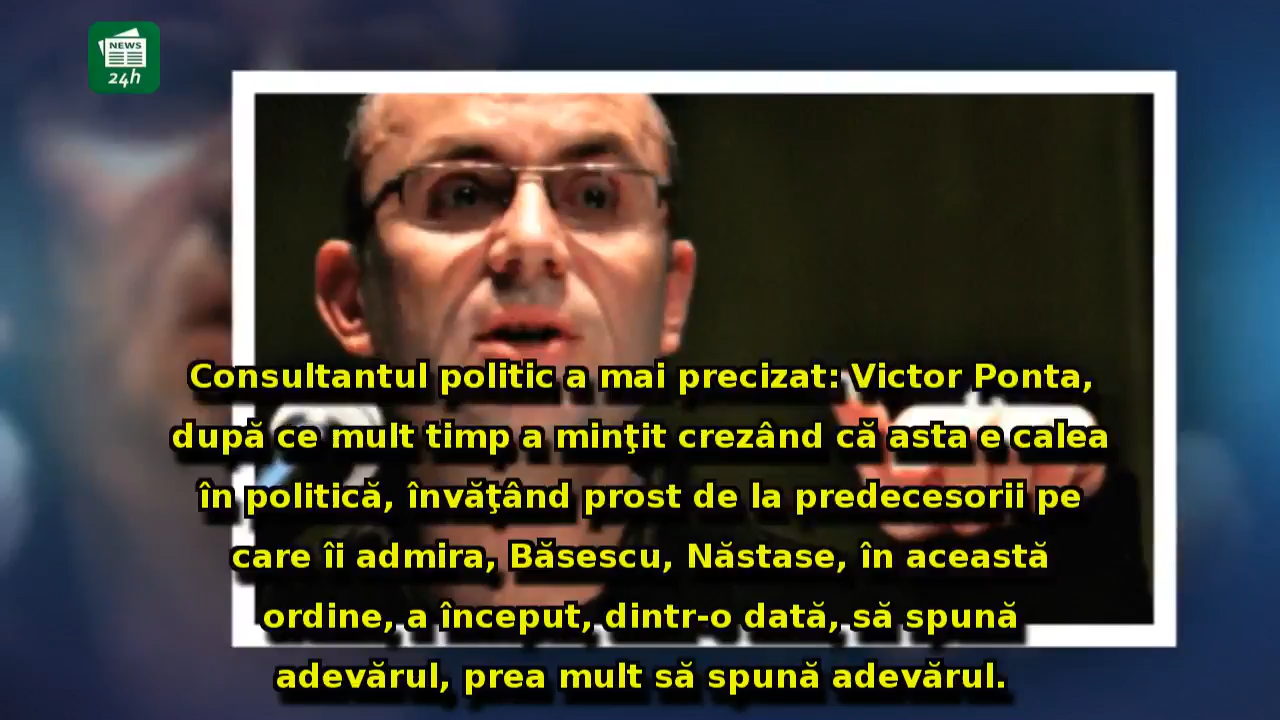 NEWS
24h
Consultantul politic a mai precizat: Victor Ponta,
după ce mult timp a minţit crezând că asta e calea
în politică, învăţând prost de la predecesorii pe
care îi admira, Băsescu, Năstase, în această
ordine, a început, dintr-o dată, să spună
adevărul, prea mult să spună adevărul.